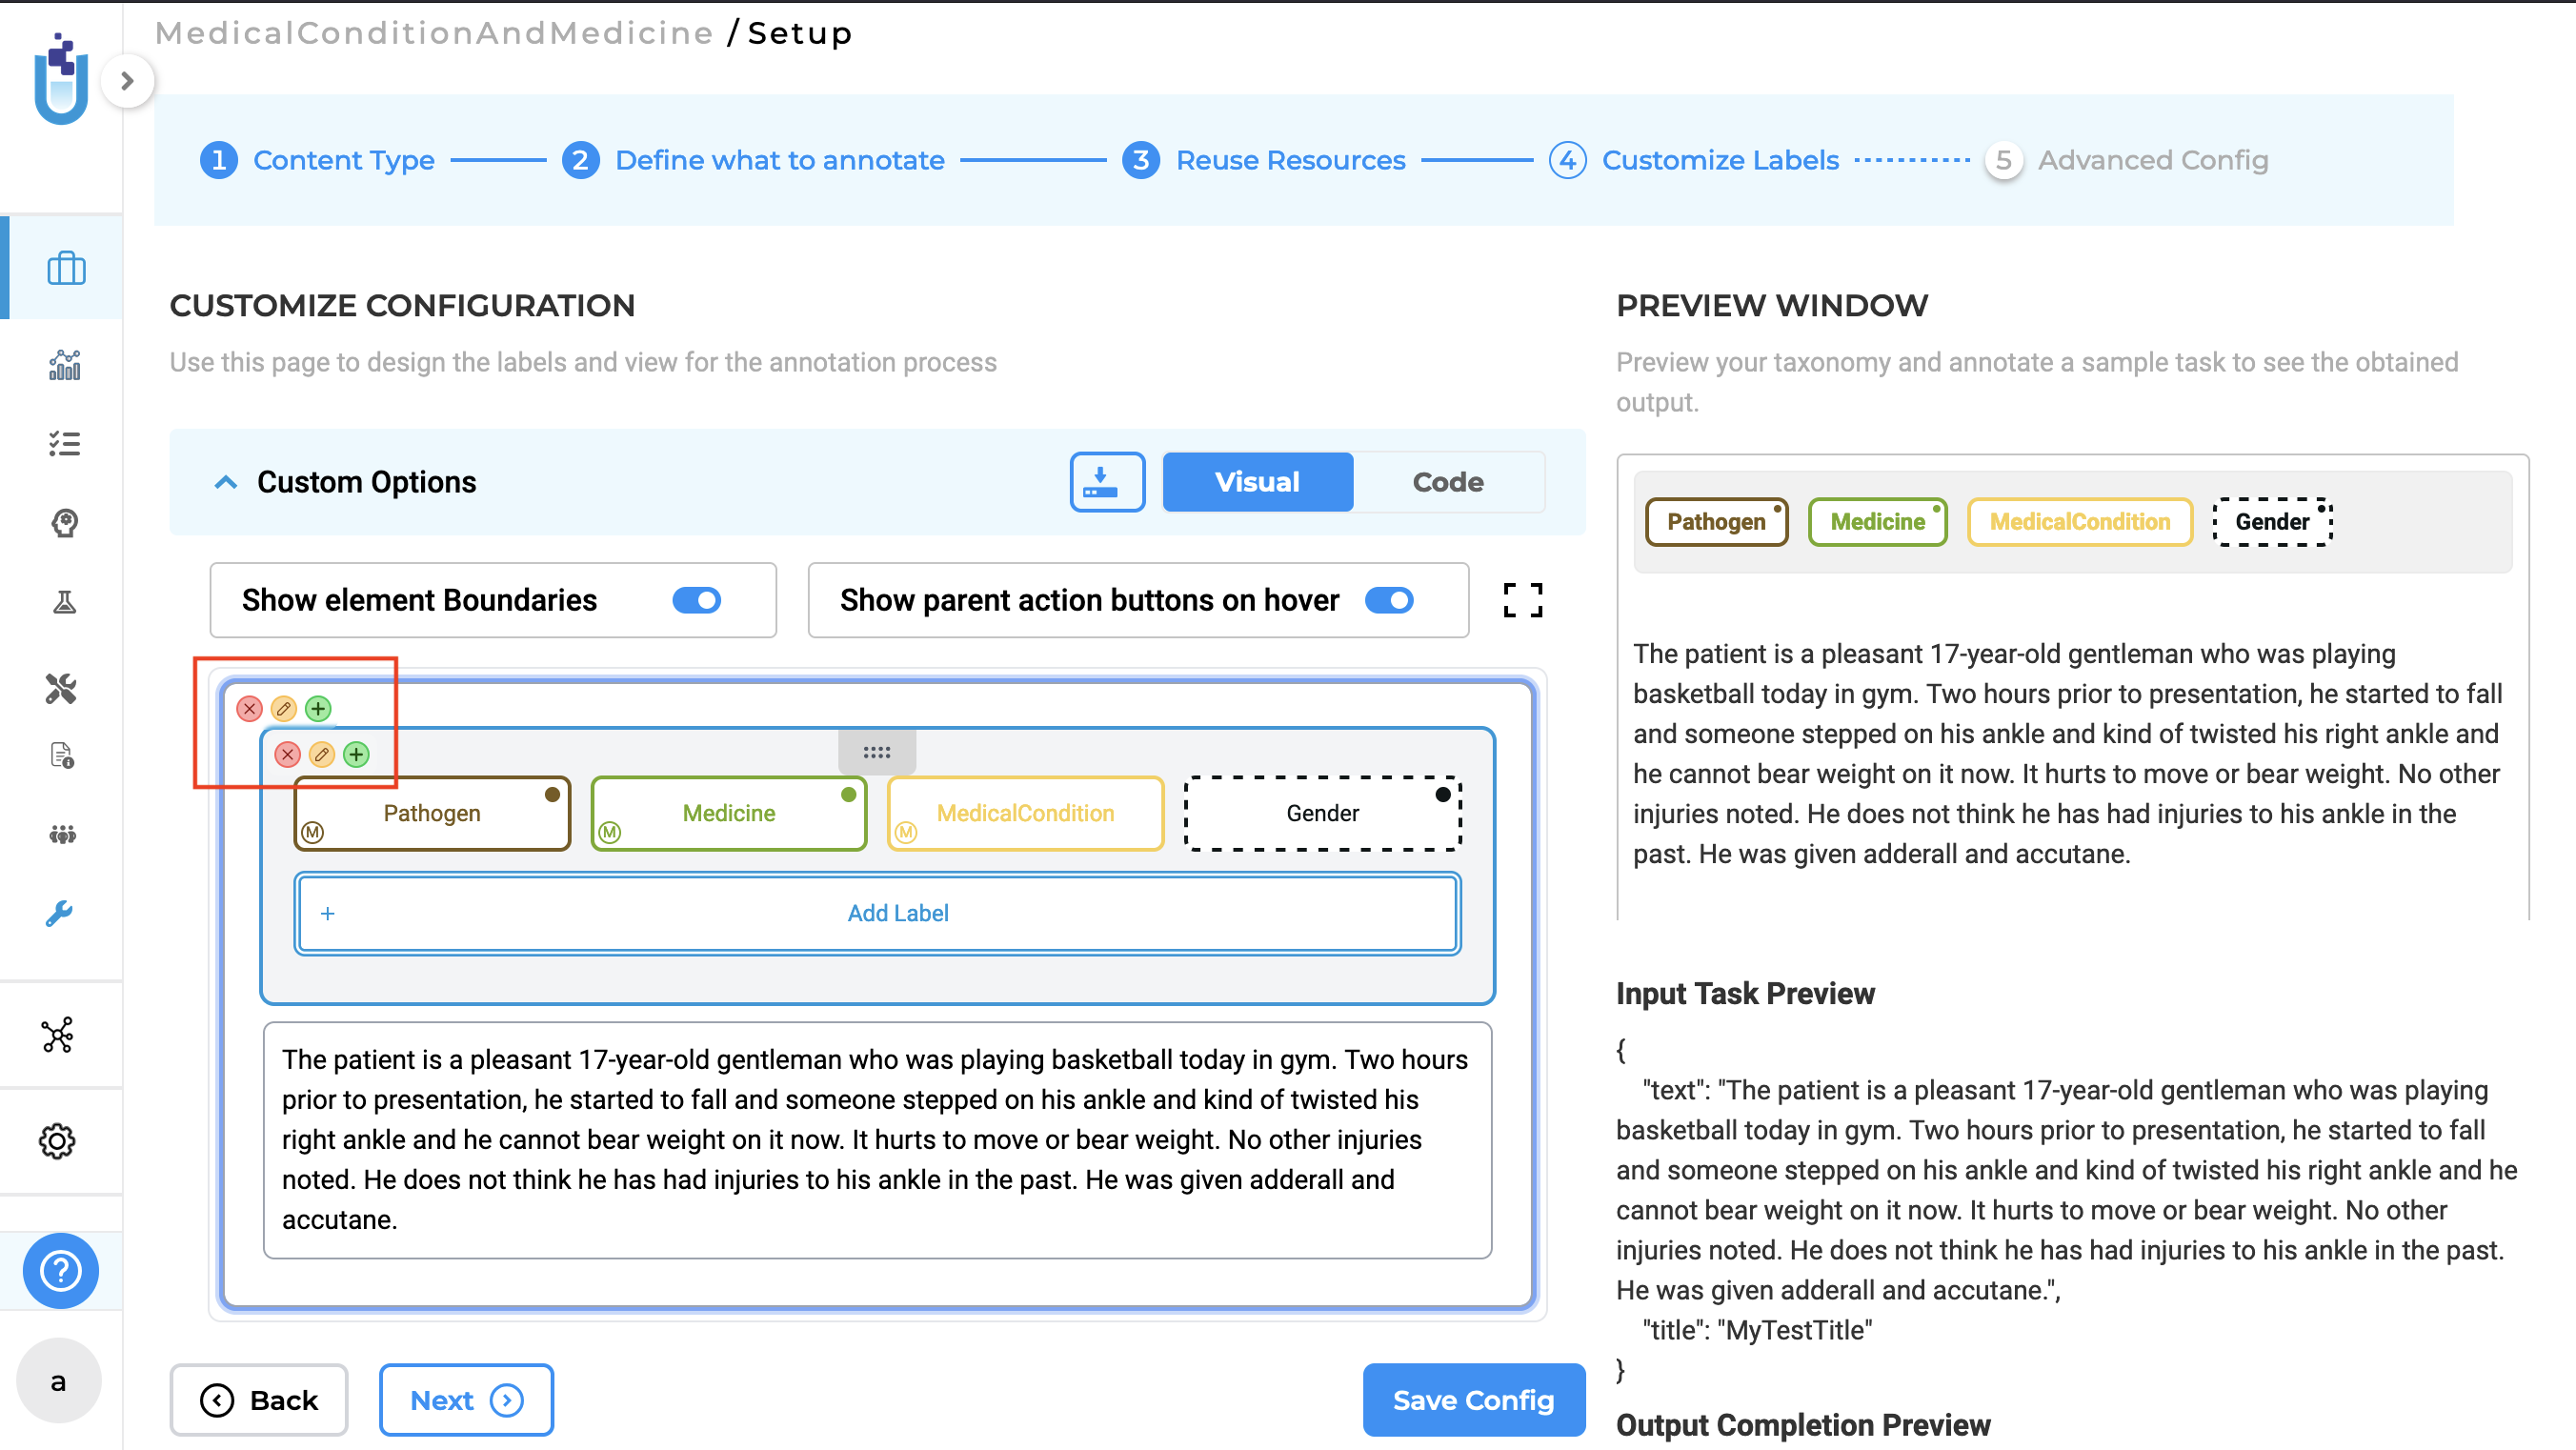 MedicalConditionAndMedicine / Setup
1 Content Type 2 Define what to annotate 3 Reuse Resources 4 Customize Labels 5 Advanced Config
CUSTOMIZE CONFIGURATION
Use this page to design the labels and view for the annotation process
Custom Options
Visual Code
Show element Boundaries
Show parent action buttons on hover
Pathogen Medicine MedicalCondition Gender
M M M
+ Add Label
The patient is a pleasant 17-year-old gentleman who was playing basketball today in gym. Two hours
prior to presentation, he started to fall and someone stepped on his ankle and kind of twisted his
right ankle and he cannot bear weight on it now. It hurts to move or bear weight. No other injuries
noted. He does not think he has had injuries to his ankle in the past. He was given adderall and
accutane.
Back Next Save Config
PREVIEW WINDOW
Preview your taxonomy and annotate a sample task to see the obtained
output.
Pathogen Medicine MedicalCondition Gender
The patient is a pleasant 17-year-old gentleman who was playing
basketball today in gym. Two hours prior to presentation, he started to fall
and someone stepped on his ankle and kind of twisted his right ankle and
he cannot bear weight on it now. It hurts to move or bear weight. No other
injuries noted. He does not think he has had injuries to his ankle in the
past. He was given adderall and accutane.
Input Task Preview
{
"text": "The patient is a pleasant 17-year-old gentleman who was playing
basketball today in gym. Two hours prior to presentation, he started to fall
and someone stepped on his ankle and kind of twisted his right ankle and he
cannot bear weight on it now. It hurts to move or bear weight. No other
injuries noted. He does not think he has had injuries to his ankle in the past.
He was given adderall and accutane.",
"title": "MyTestTitle"
}
Output Completion Preview
?
a